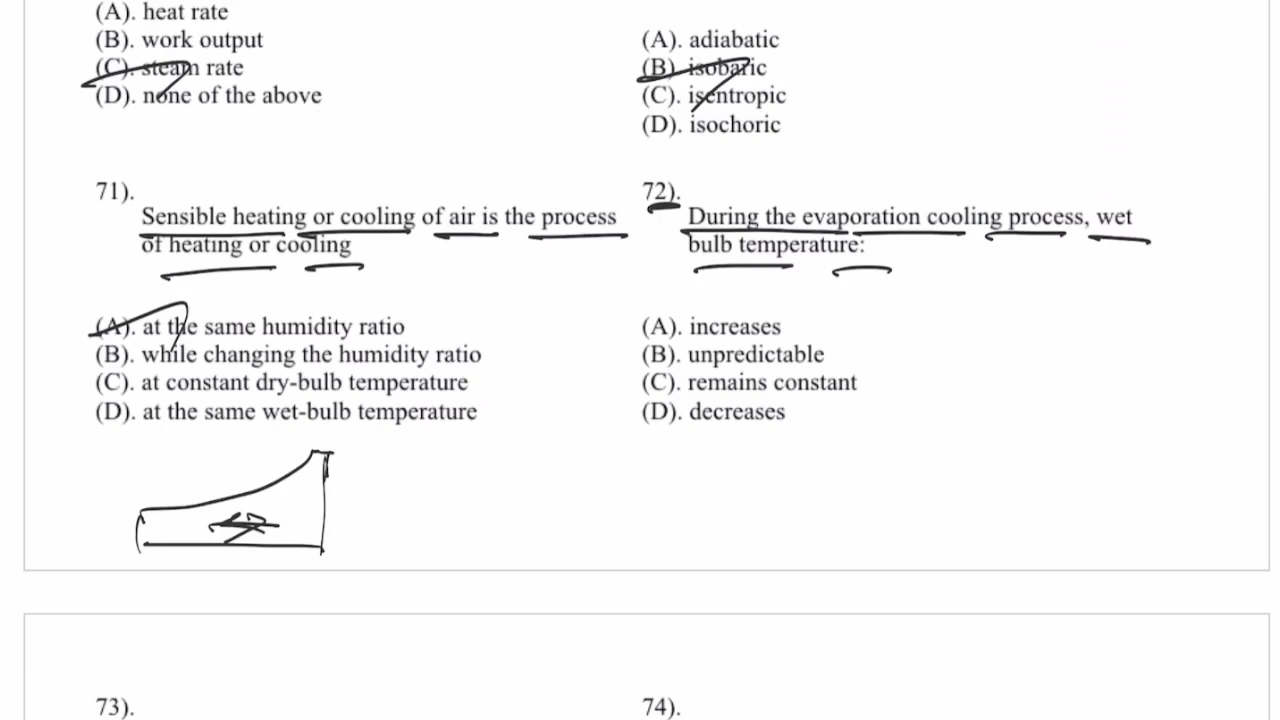 (A). heat rate
(B). work output
(C). steam rate
(D). none of the above
(A). adiabatic
(B). isobaric
(C). isentropic
(D). isochoric
71).
Sensible heating or cooling of air is the process
of heating or cooling
(A). at the same humidity ratio
(B). while changing the humidity ratio
(C). at constant dry-bulb temperature
(D). at the same wet-bulb temperature
72).
During the evaporation cooling process, wet
bulb temperature:
(A). increases
(B). unpredictable
(C). remains constant
(D). decreases
73).
74).